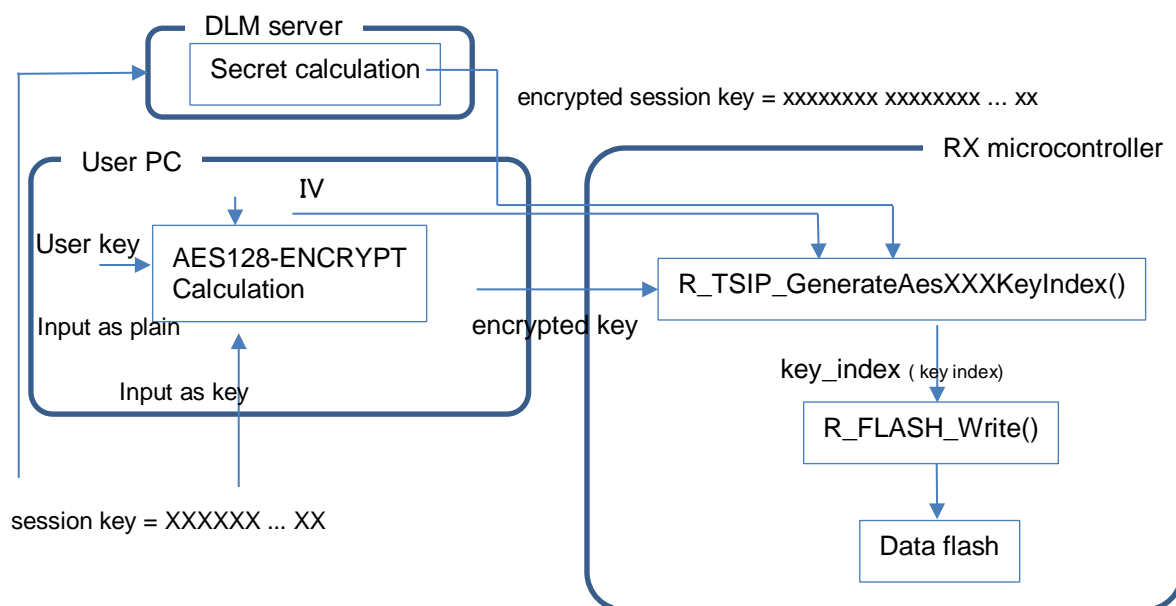 DLM server
Secret calculation
encrypted session key = xxxxxxxx xxxxxxxx ... xx
User PC
RX microcontroller
IV
User key
AES128-ENCRYPT
Calculation
R_TSIP_GenerateAesXXXKeyIndex()
Input as plain
encrypted key
key_index ( key index)
Input as key
R_FLASH_Write()
session key = XXXXXX ... XX
Data flash